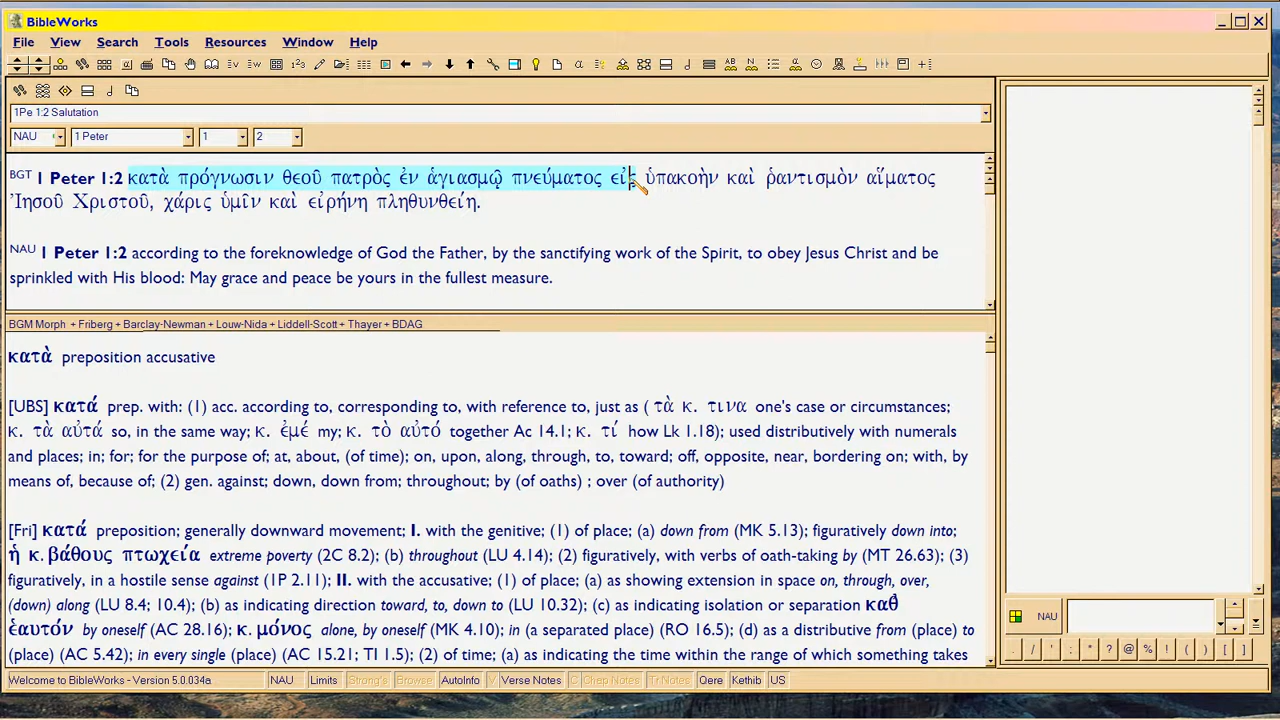 BibleWorks
File View Search Tools Resources Window Help
1Pe 1:2 Salutation
NAU 1 Peter 1 2
BGT 1 Peter 1:2 κατὰ πρόγνωσιν θεοῦ πατρὸς ἐν ἁγιασμῷ πνεύματος εἰς ὑπακοὴν καὶ ῥαντισμὸν αἵματος
Ἰησοῦ Χριστοῦ, χάρις ὑμῖν καὶ εἰρήνη πληθυνθείη.
NAU 1 Peter 1:2 according to the foreknowledge of God the Father, by the sanctifying work of the Spirit, to obey Jesus Christ and be
sprinkled with His blood: May grace and peace be yours in the fullest measure.
BGM Morph + Friberg + Barclay-Newman + Louw-Nida + Liddell-Scott + Thayer + BDAG
κατὰ preposition accusative
[UBS] κατά prep. with: (1) acc. according to, corresponding to, with reference to, just as ( τὰ κ. τινα one's case or circumstances;
κ. τὰ αὐτά so, in the same way; κ. ἐμέ my; κ. τὸ αὐτό together Ac 14.1; κ. τί how Lk 1.18); used distributively with numerals
and places; in; for; for the purpose of; at, about, (of time); on, upon, along, through, to, toward; off, opposite, near, bordering on; with, by
means of, because of; (2) gen. against; down, down from; throughout; by (of oaths) ; over (of authority)
[Fri] κατά preposition; generally downward movement; I. with the genitive; (1) of place; (a) down from (MK 5.13); figuratively down into;
ἡ κ. βάθους πτωχεία extreme poverty (2C 8.2); (b) throughout (LU 4.14); (2) figuratively, with verbs of oath-taking by (MT 26.63); (3)
figuratively, in a hostile sense against (1P 2.11); II. with the accusative; (1) of place; (a) as showing extension in space on, through, over,
(down) along (LU 8.4; 10.4); (b) as indicating direction toward, to, down to (LU 10.32); (c) as indicating isolation or separation καθ᾽
ἑαυτόν by oneself (AC 28.16); κ. μόνος alone, by oneself (MK 4.10); in (a separated place) (RO 16.5); (d) as a distributive from (place) to
(place) (AC 5.42); in every single (place) (AC 15.21; TI 1.5); (2) of time; (a) as indicating the time within the range of which something takes
NAU
. / ' ; * ? @ % ! ( ) [ ]
Welcome to BibleWorks - Version 5.0.034a NAU Limits Strong's Browse AutoInfo V Verse Notes C Chap Notes Tr Notes Qere Kethib US